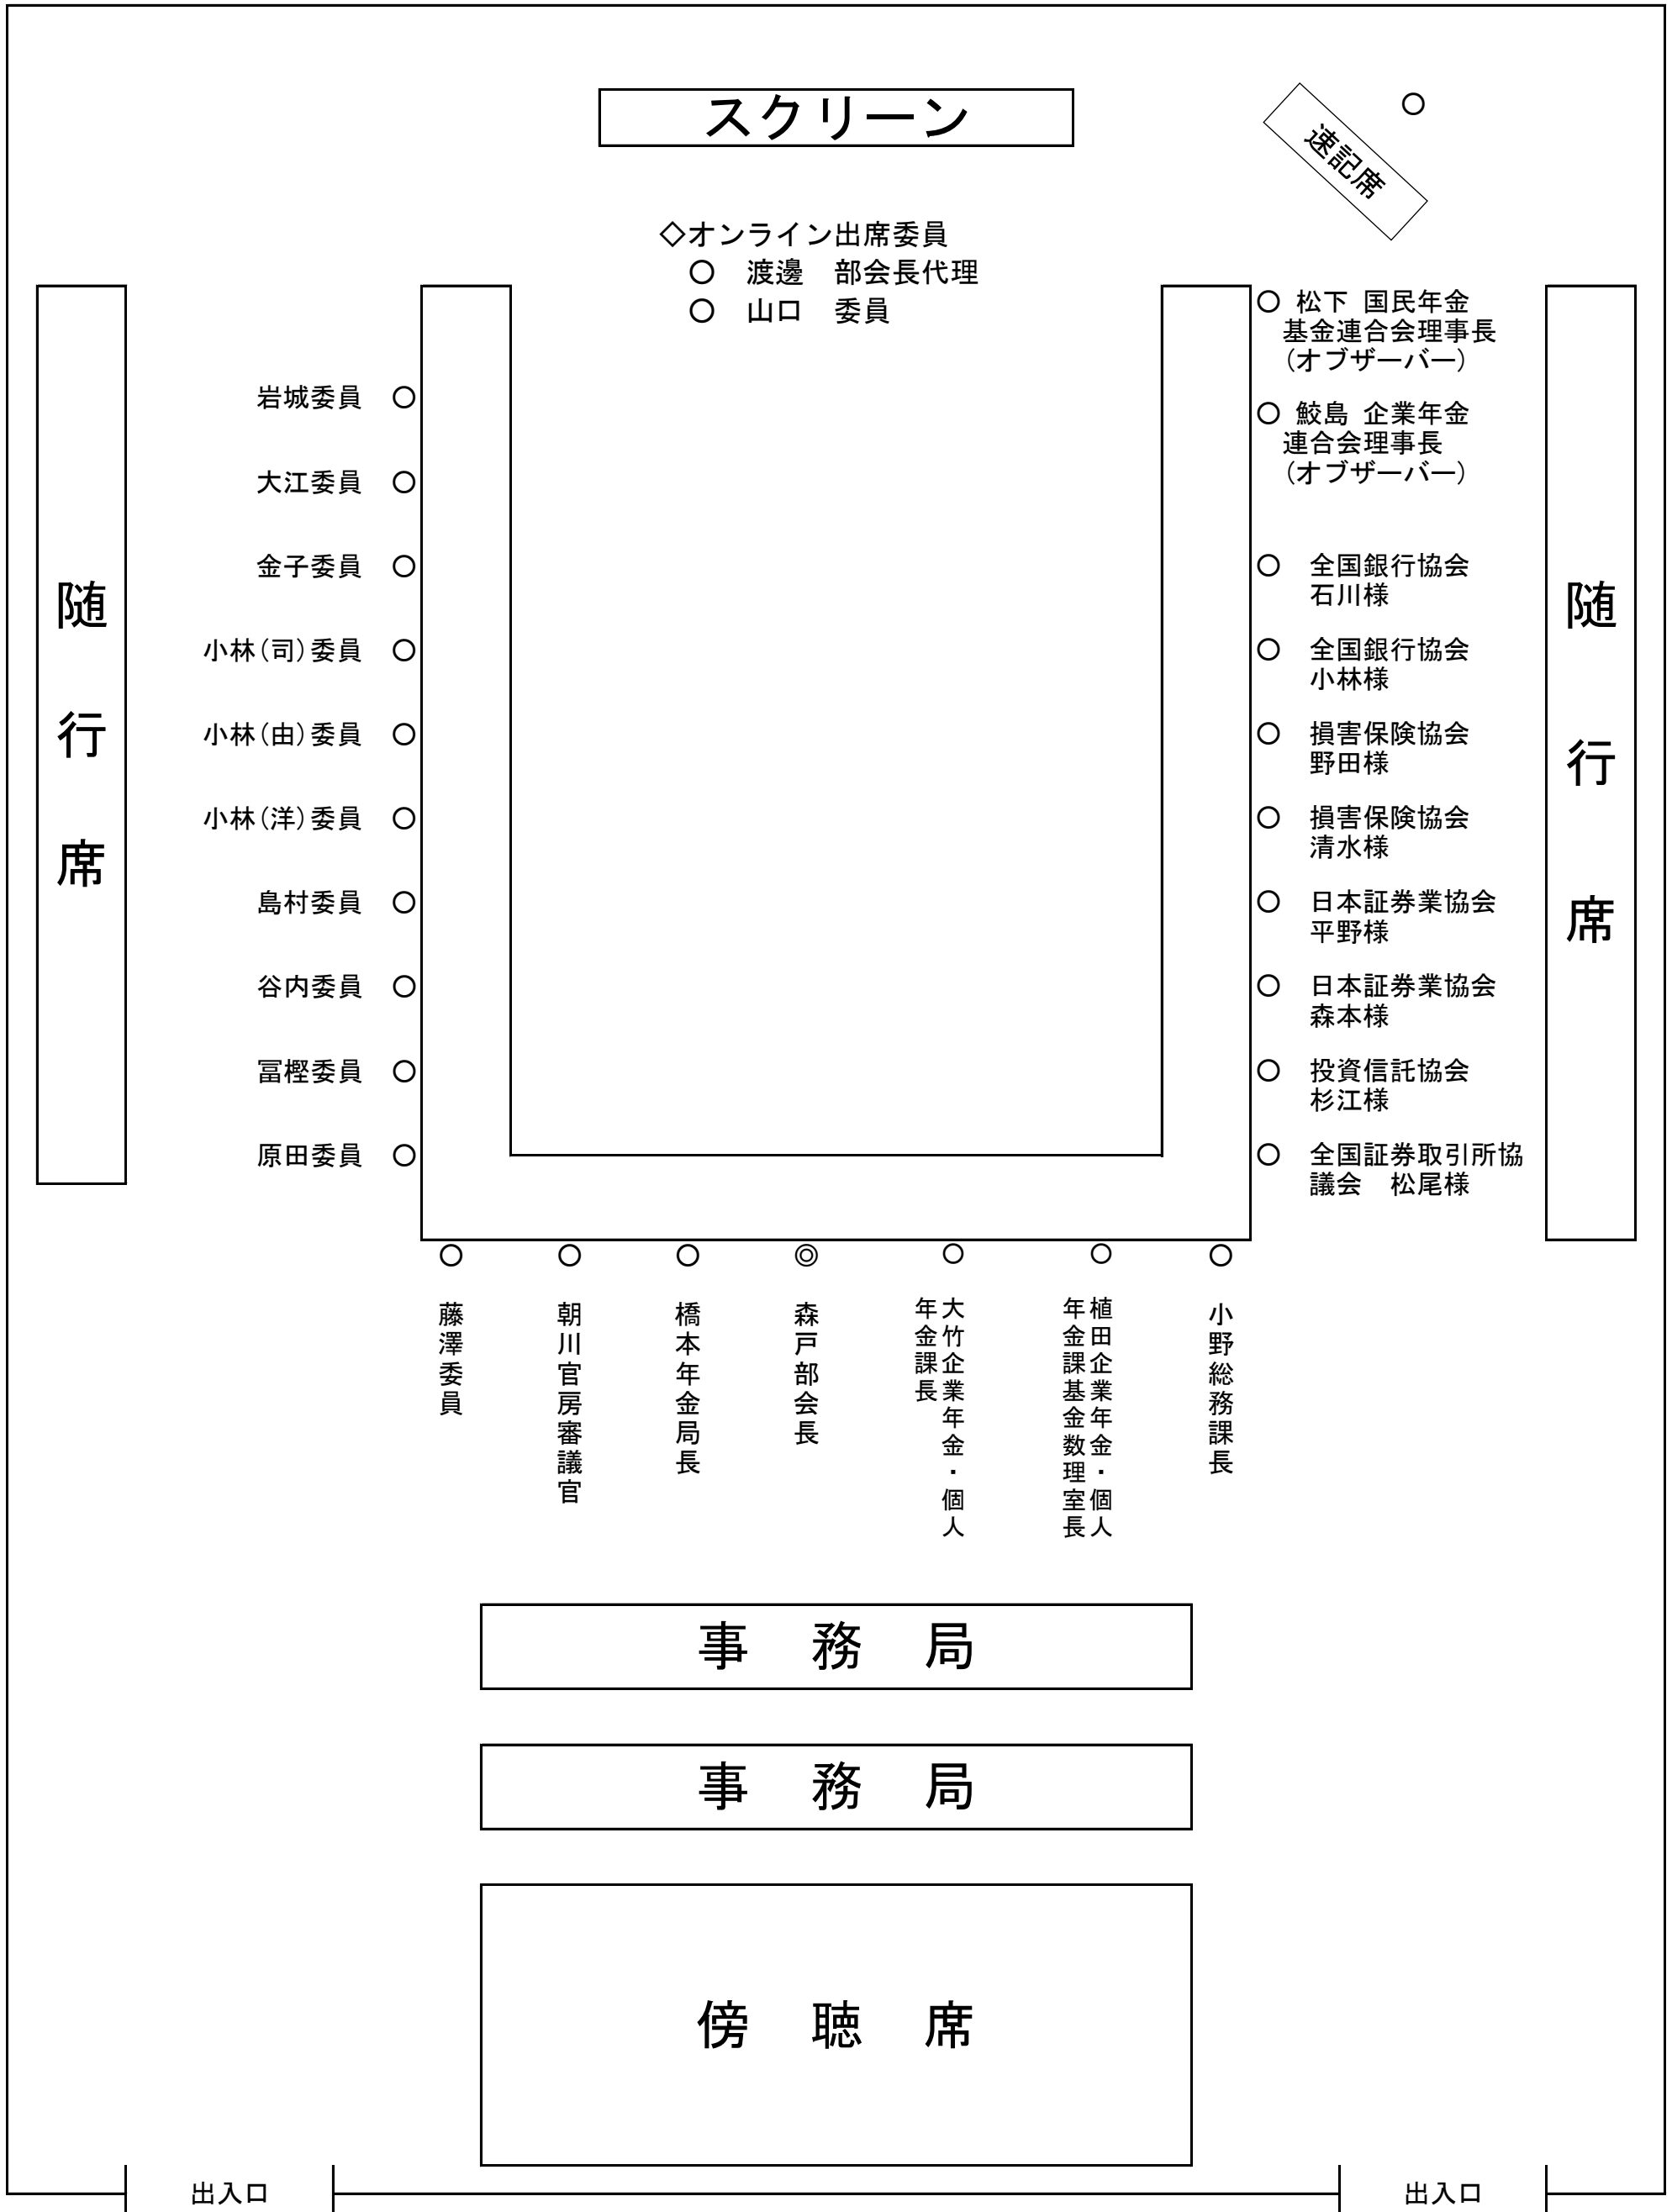 スクリーン
速記席
○
◇オンライン出席委員
○　渡邊　部会長代理
○　山口　委員
随行席
岩城委員　○
大江委員　○
金子委員　○
小林（司）委員　○
小林（由）委員　○
小林（洋）委員　○
島村委員　○
谷内委員　○
冨樫委員　○
原田委員　○
○ 松下 国民年金
基金連合会理事長
（オブザーバー）
○ 鮫島 企業年金
連合会理事長
（オブザーバー）
○　全国銀行協会
石川様
○　全国銀行協会
小林様
○　損害保険協会
野田様
○　損害保険協会
清水様
○　日本証券業協会
平野様
○　日本証券業協会
森本様
○　投資信託協会
杉江様
○　全国証券取引所協
議会　松尾様
随行席
○　藤澤委員
○　朝川官房審議官
○　橋本年金局長
◎　森戸部会長
○　大竹企業年金・個人
年金課長
○　植田企業年金・個人
年金課基金数理室長
○　小野総務課長
事　務　局
事　務　局
傍　聴　席
出入口
出入口